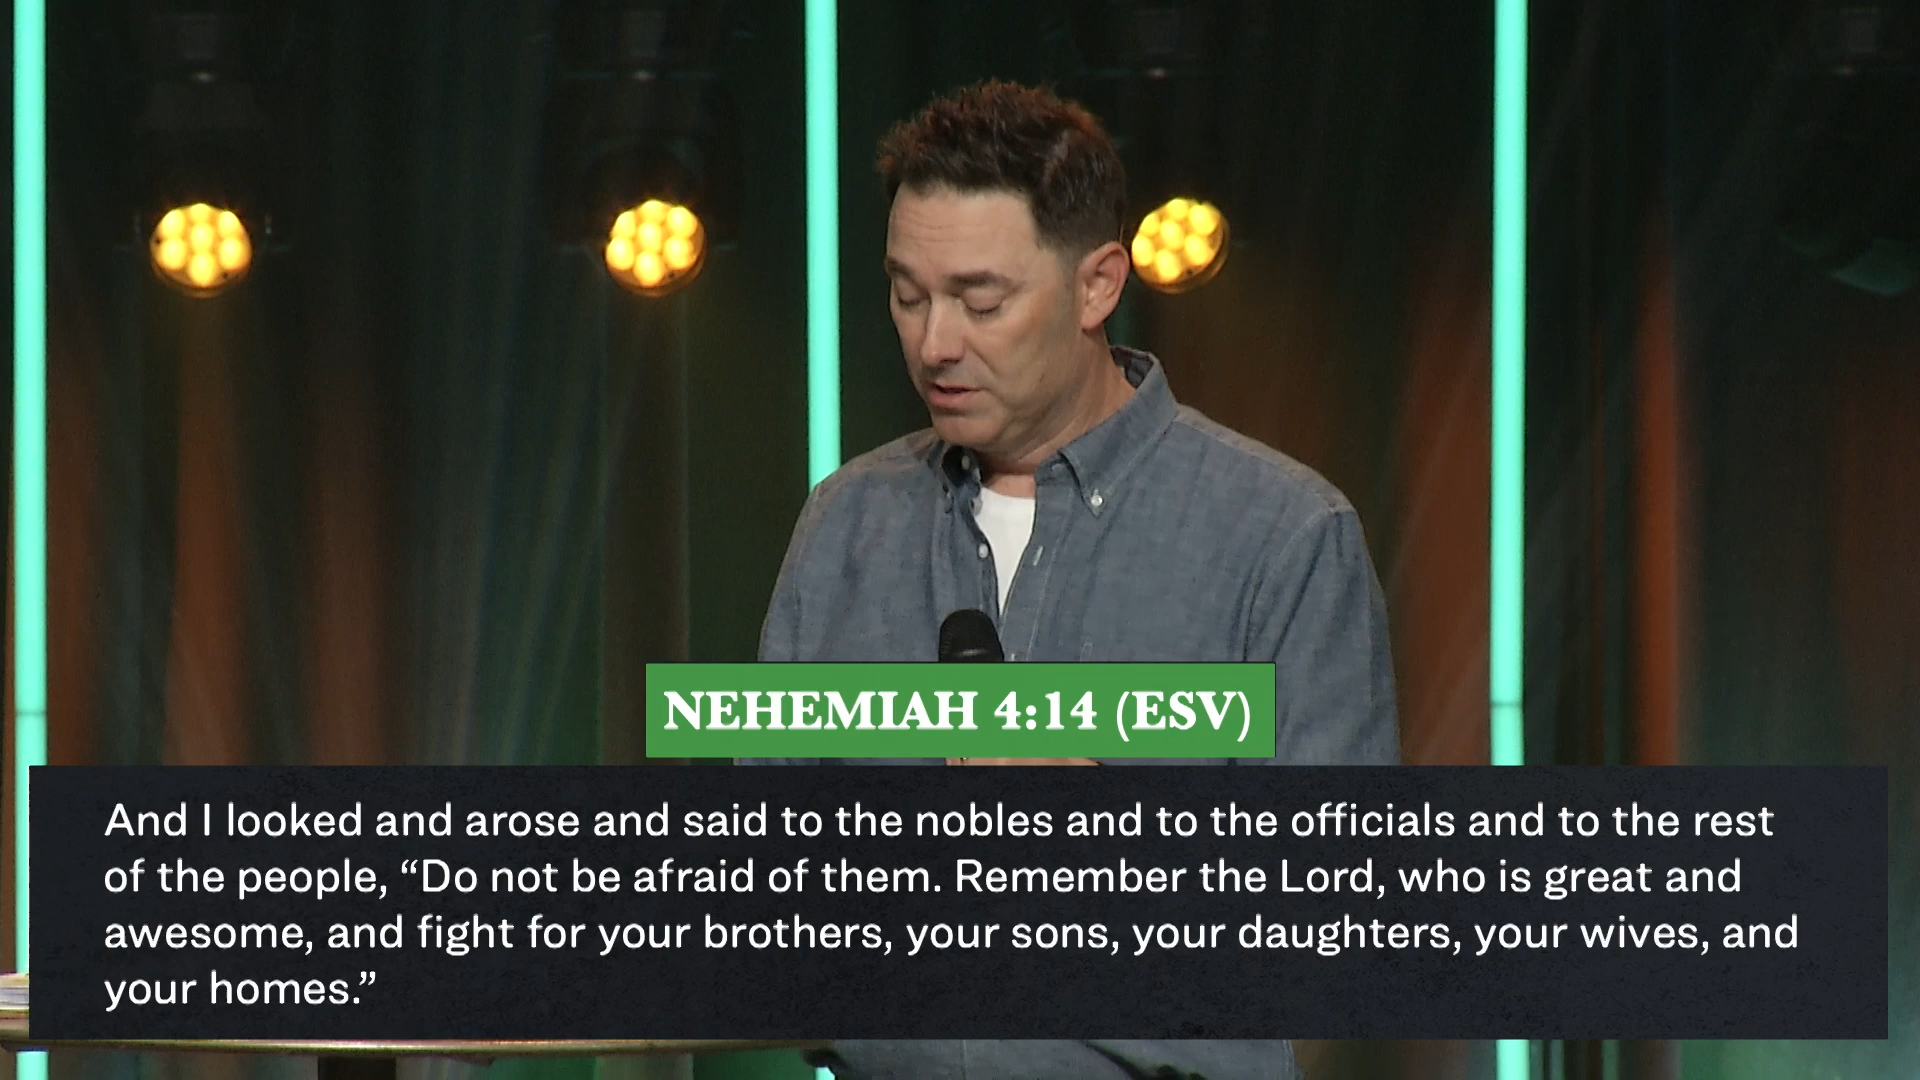 NEHEMIAH 4:14 (ESV)
And I looked and arose and said to the nobles and to the officials and to the rest
of the people, “Do not be afraid of them. Remember the Lord, who is great and
awesome, and fight for your brothers, your sons, your daughters, your wives, and
your homes.”